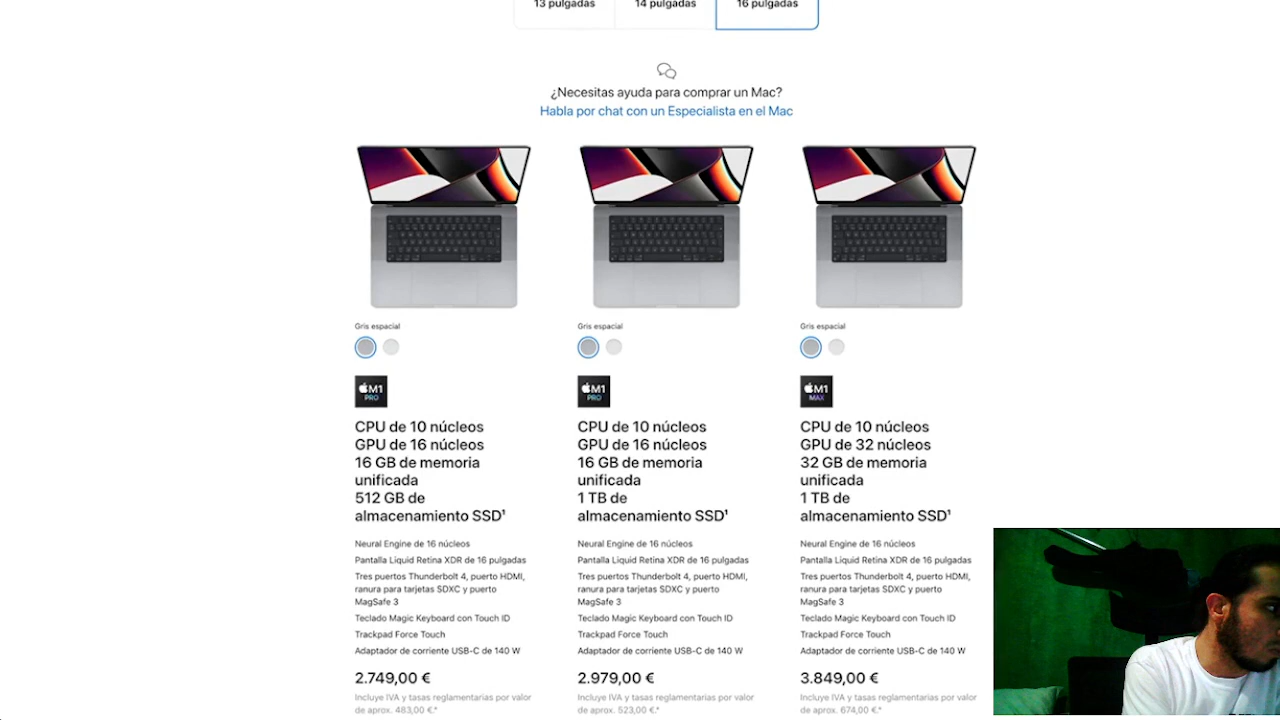 13 pulgadas
14 pulgadas
16 pulgadas
¿Necesitas ayuda para comprar un Mac?
Habla por chat con un Especialista en el Mac
Gris espacial
M1
PRO
CPU de 10 núcleos
GPU de 16 núcleos
16 GB de memoria
unificada
512 GB de
almacenamiento SSD¹
Neural Engine de 16 núcleos
Pantalla Liquid Retina XDR de 16 pulgadas
Tres puertos Thunderbolt 4, puerto HDMI,
ranura para tarjetas SDXC y puerto
MagSafe 3
Teclado Magic Keyboard con Touch ID
Trackpad Force Touch
Adaptador de corriente USB-C de 140 W
2.749,00 €
Incluye IVA y tasas reglamentarias por valor
de aprox. 483,00 €.*
Gris espacial
M1
PRO
CPU de 10 núcleos
GPU de 16 núcleos
16 GB de memoria
unificada
1 TB de
almacenamiento SSD¹
Neural Engine de 16 núcleos
Pantalla Liquid Retina XDR de 16 pulgadas
Tres puertos Thunderbolt 4, puerto HDMI,
ranura para tarjetas SDXC y puerto
MagSafe 3
Teclado Magic Keyboard con Touch ID
Trackpad Force Touch
Adaptador de corriente USB-C de 140 W
2.979,00 €
Incluye IVA y tasas reglamentarias por valor
de aprox. 523,00 €.*
Gris espacial
M1
MAX
CPU de 10 núcleos
GPU de 32 núcleos
32 GB de memoria
unificada
1 TB de
almacenamiento SSD¹
Neural Engine de 16 núcleos
Pantalla Liquid Retina XDR de 16 pulgadas
Tres puertos Thunderbolt 4, puerto HDMI,
ranura para tarjetas SDXC y puerto
MagSafe 3
Teclado Magic Keyboard con Touch ID
Trackpad Force Touch
Adaptador de corriente USB-C de 140 W
3.849,00 €
Incluye IVA y tasas reglamentarias por valor
de aprox. 674,00 €.*